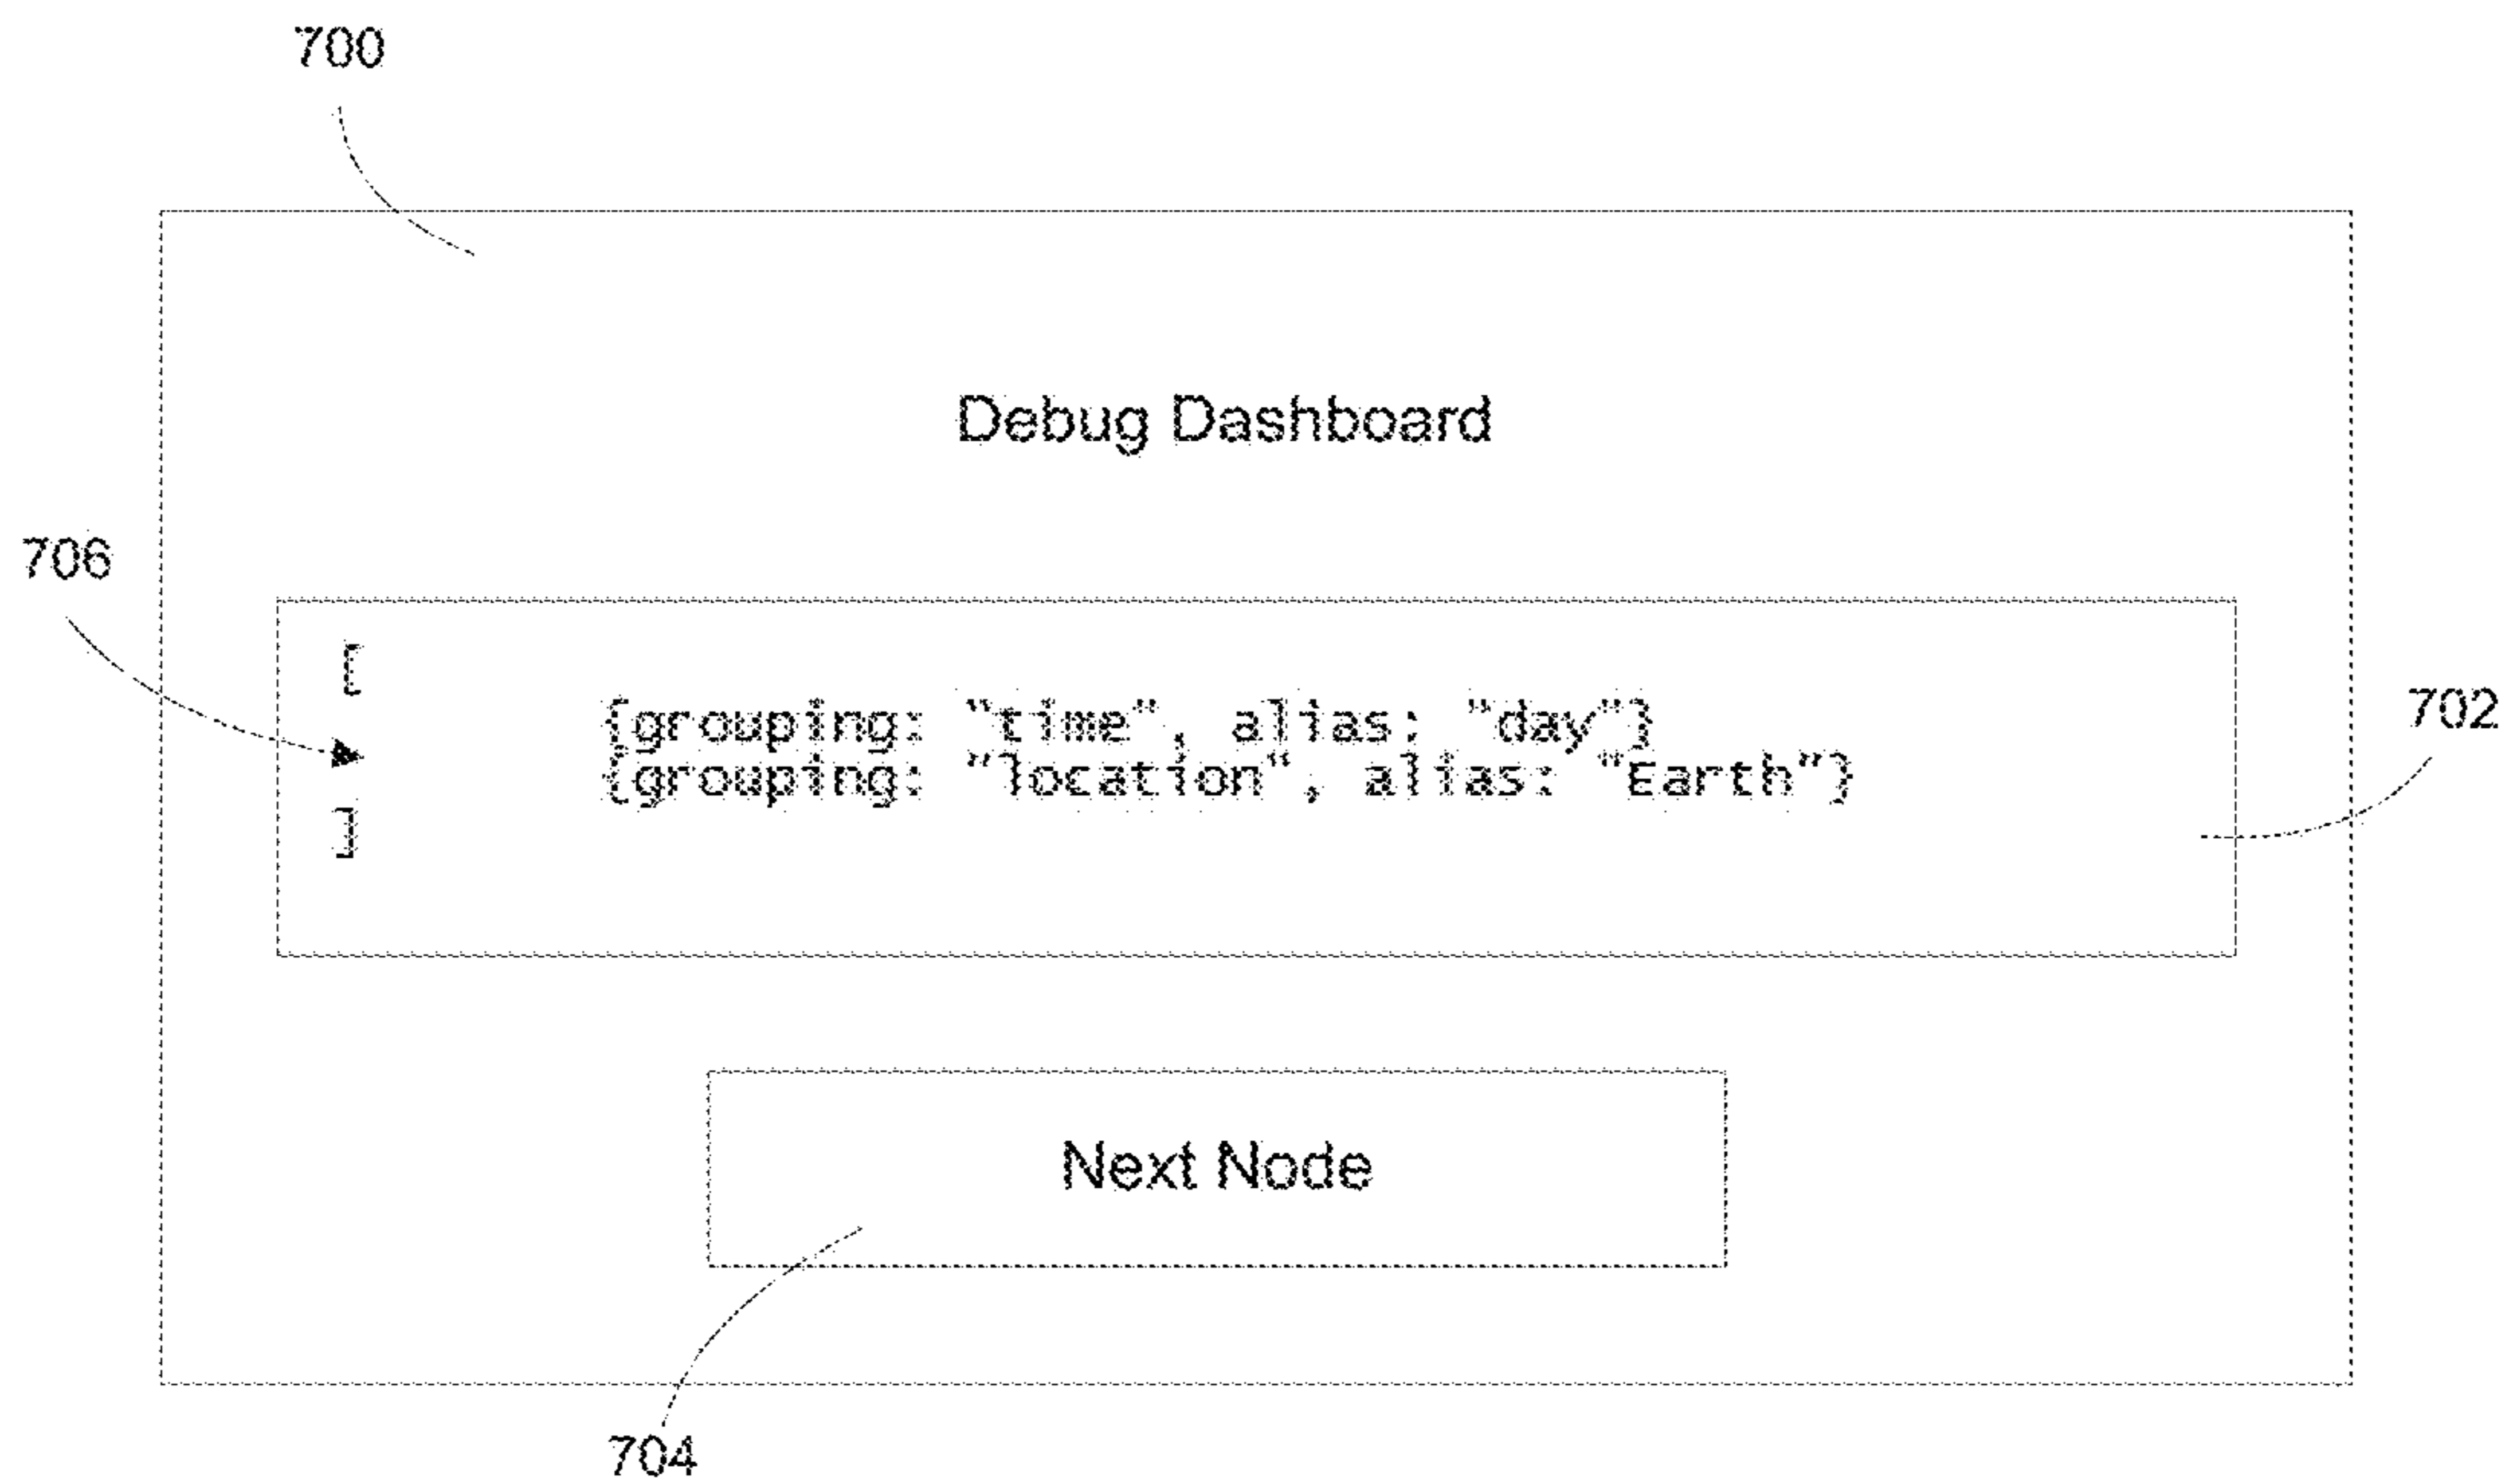 700
Debug Dashboard
706
[
{grouping: "time", alias: "day"}
702
{grouping: "location", alias: "Earth"}
]
Next Node
704